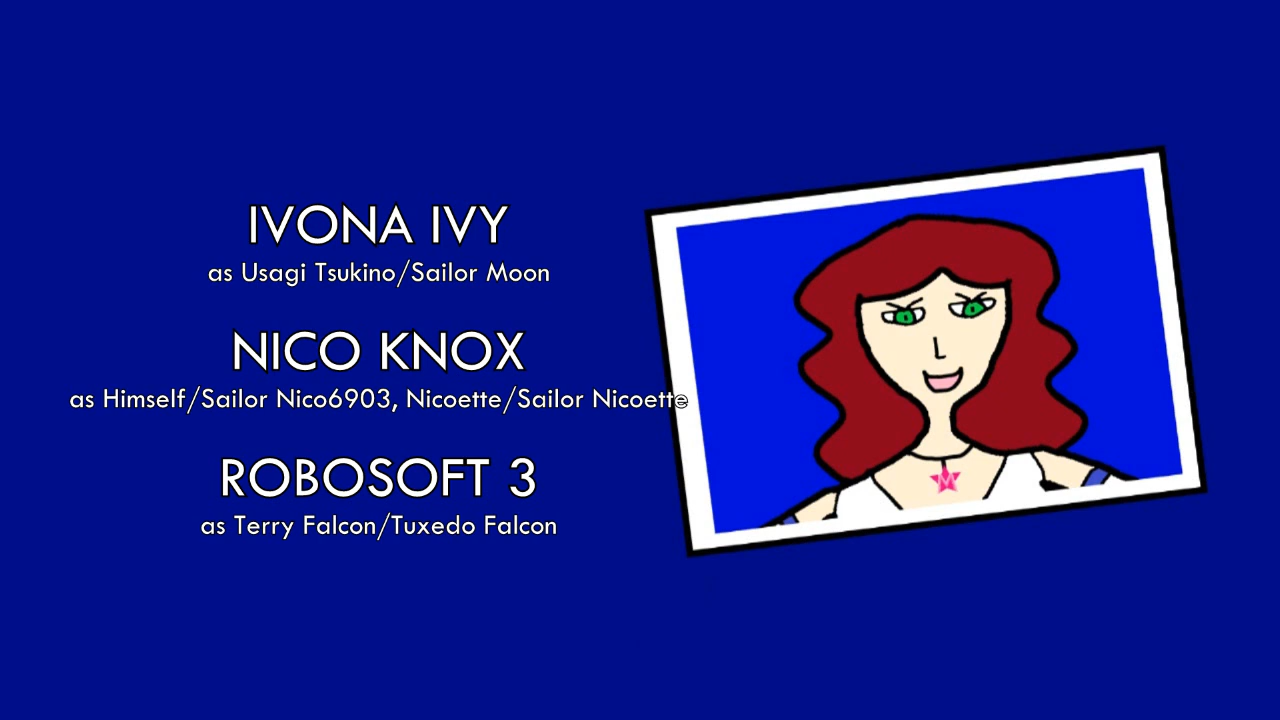 IVONA IVY
as Usagi Tsukino/Sailor Moon
NICO KNOX
as Himself/Sailor Nico6903, Nicoette/Sailor Nicoette
ROBOSOFT 3
as Terry Falcon/Tuxedo Falcon
M